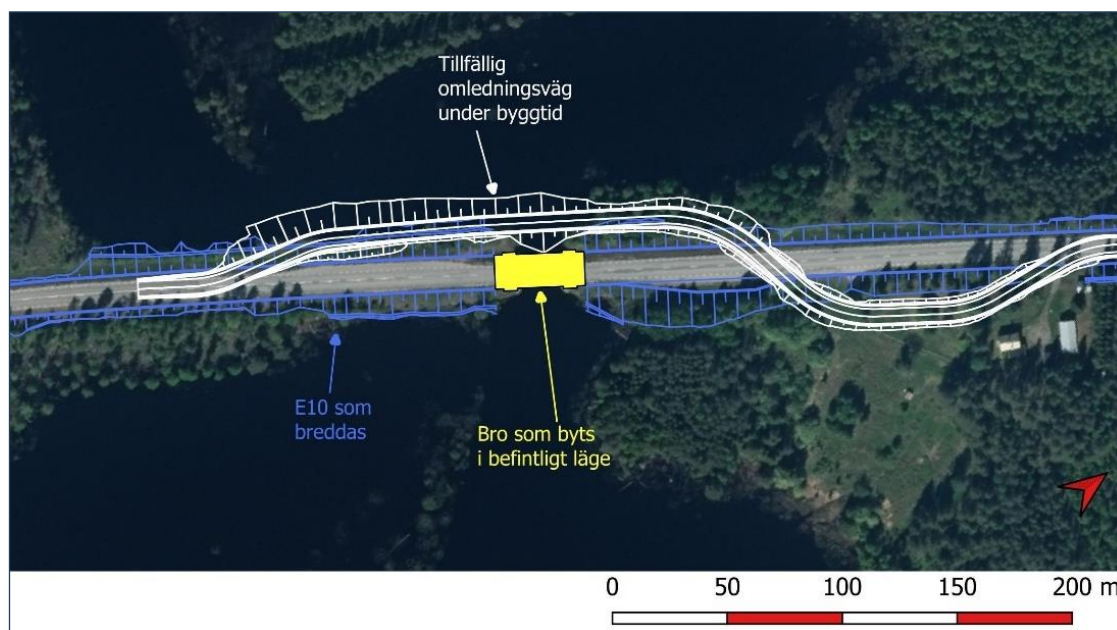 Tillfällig
omledningsväg
under byggtid
E10 som
breddas
Bro som byts
i befintligt läge
0 50 100 150 200 m